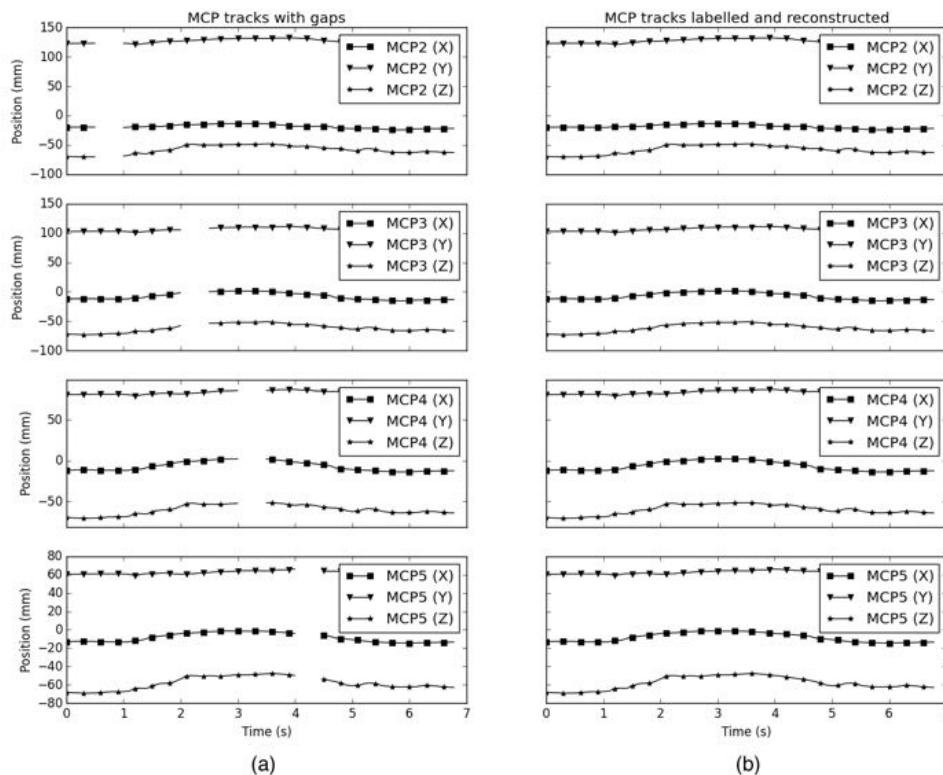 MCP tracks with gaps
MCP tracks labelled and reconstructed
150
100
50
0
−50
−100
Position (mm)
MCP2 (X)
MCP2 (Y)
MCP2 (Z)
MCP2 (X)
MCP2 (Y)
MCP2 (Z)
150
100
50
0
−50
−100
Position (mm)
MCP3 (X)
MCP3 (Y)
MCP3 (Z)
MCP3 (X)
MCP3 (Y)
MCP3 (Z)
50
0
−50
Position (mm)
MCP4 (X)
MCP4 (Y)
MCP4 (Z)
MCP4 (X)
MCP4 (Y)
MCP4 (Z)
80
60
40
20
0
−20
−40
−60
−80
Position (mm)
MCP5 (X)
MCP5 (Y)
MCP5 (Z)
MCP5 (X)
MCP5 (Y)
MCP5 (Z)
0 1 2 3 4 5 6 7
0 1 2 3 4 5 6
Time (s)
Time (s)
(a)
(b)